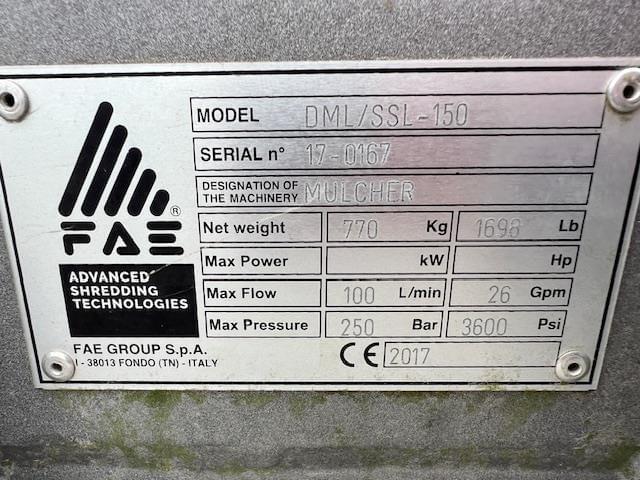 MODEL DML/SSL-150
SERIAL n° 17-0167
DESIGNATION OF
THE MACHINERY MULCHER
Net weight 770 Kg 1698 Lb
Max Power kW Hp
Max Flow 100 L/min 26 Gpm
Max Pressure 250 Bar 3600 Psi
®
FAE
ADVANCED
SHREDDING
TECHNOLOGIES
FAE GROUP S.p.A.
I - 38013 FONDO (TN) - ITALY
CE 2017